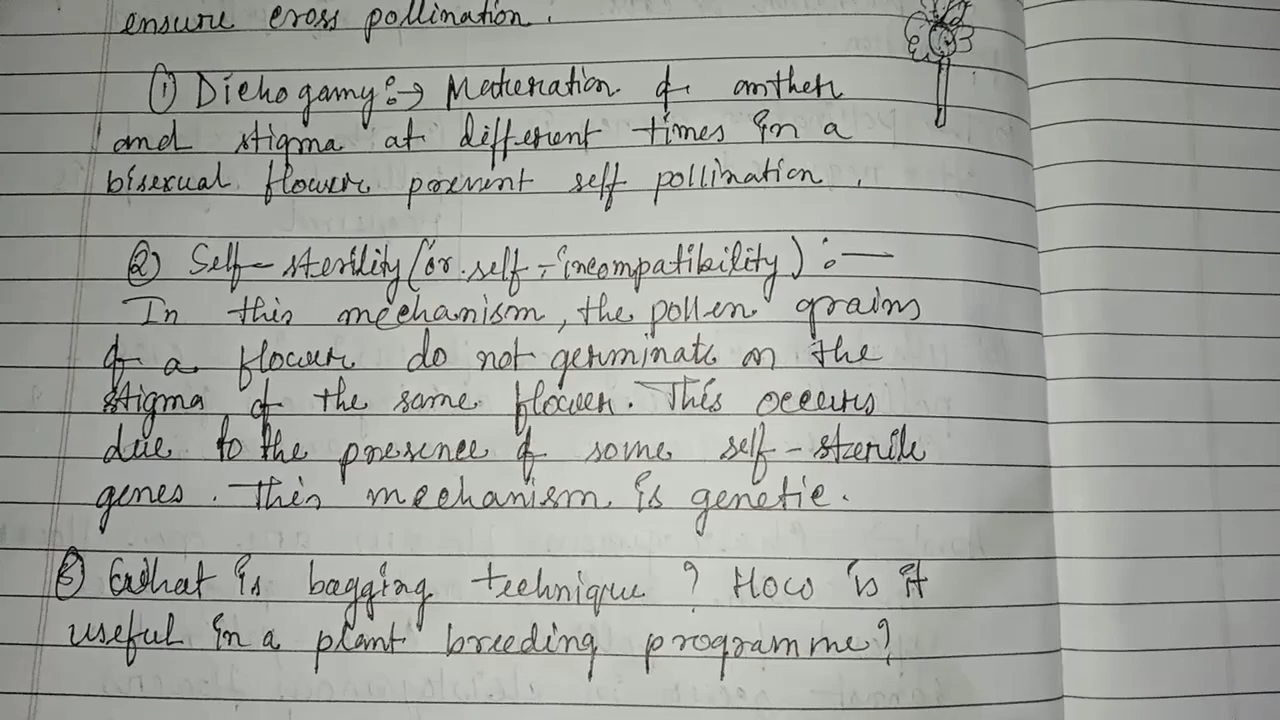 ensure cross pollination.
① Dichogamy :→ Maturation of anther
and stigma at different times in a
bisexual flower prevent self pollination.
② Self-sterility (or self-incompatibility) :—
In this mechanism, the pollen grains
of a flower do not germinate on the
stigma of the same flower. This occurs
due to the presence of some self-sterile
genes. This mechanism is genetic.
What is bagging technique? How is it
useful in a plant breeding programme?